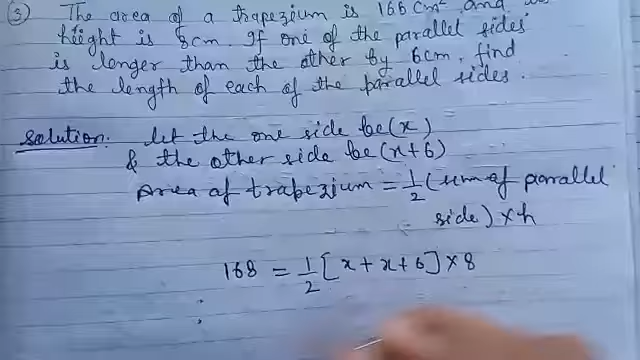 (3) The area of a trapezium is 168 cm² and
height is 8cm. If one of the parallel sides
is longer than the other by 6cm, find
the length of each of the parallel sides.
Solution: Let the one side be (x)
& the other side be (x+6)
Area of trapezium = 1/2 (sum of parallel
side) × h
168 = 1/2 [x + x + 6] × 8